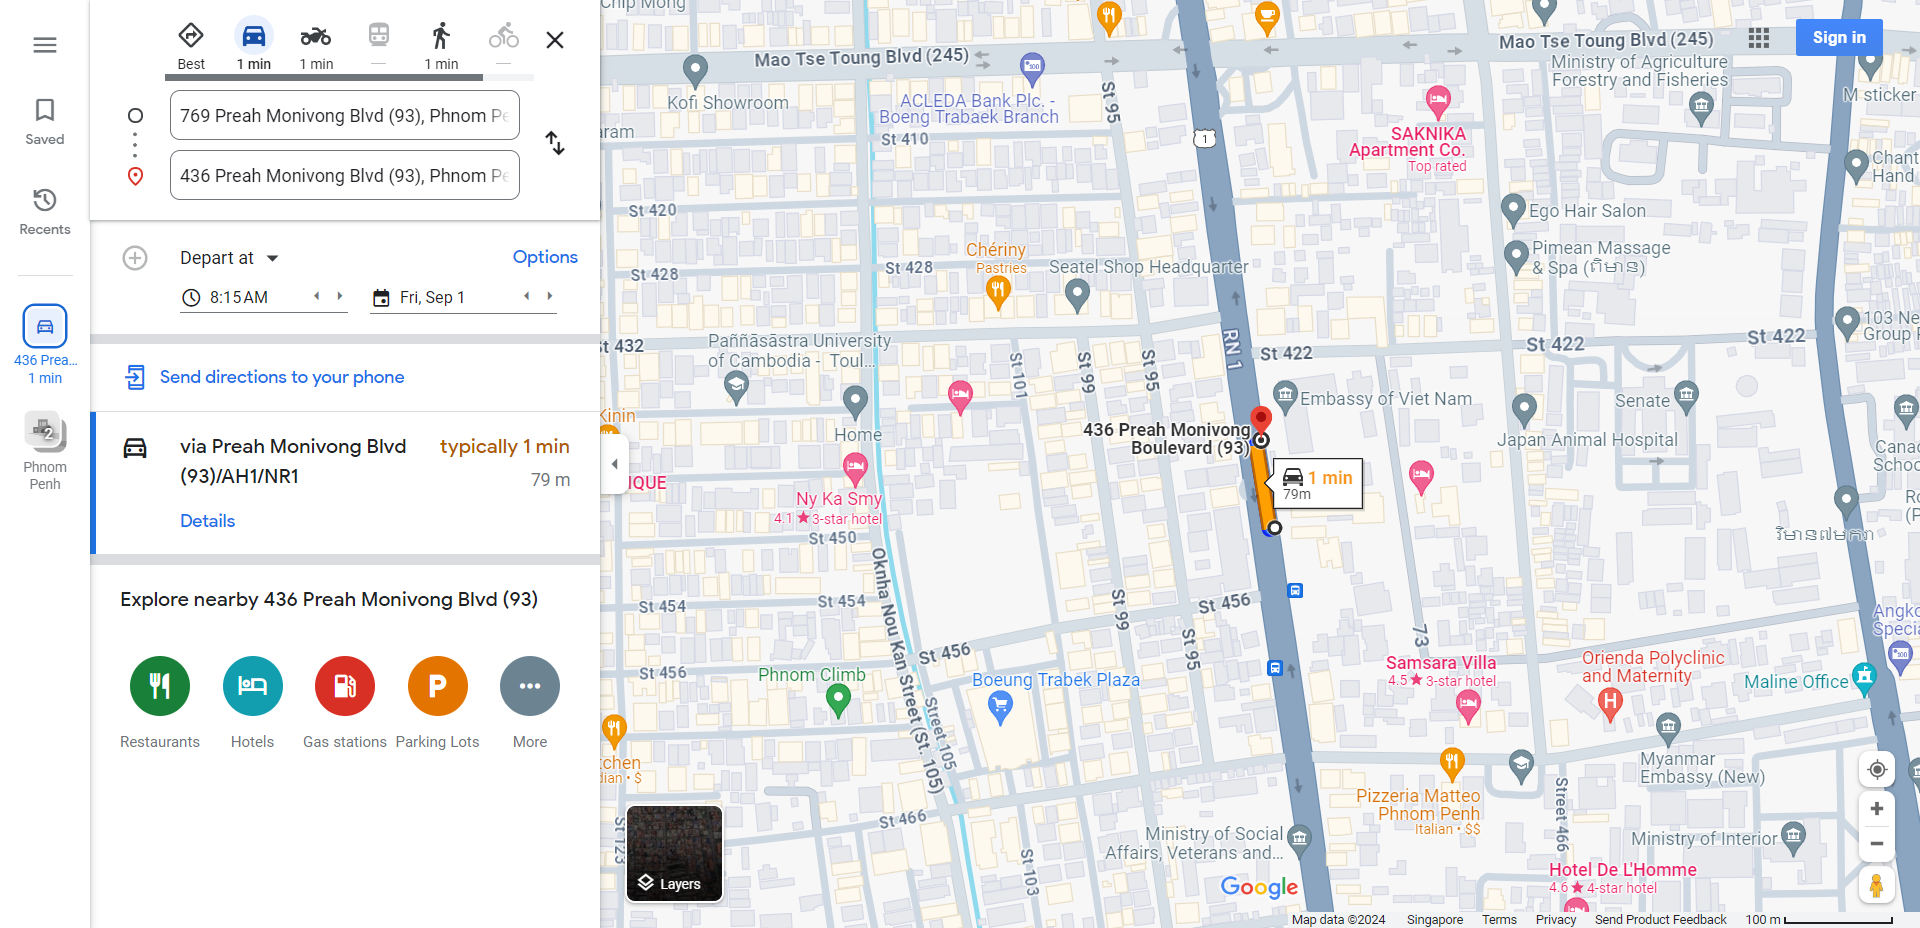 Saved
Recents
436 Prea...
1 min
2
Phnom
Penh
Best
1 min
1 min
—
1 min
—
769 Preah Monivong Blvd (93), Phnom Pe
436 Preah Monivong Blvd (93), Phnom Pe
Depart at
Options
8:15 AM
Fri, Sep 1
Send directions to your phone
via Preah Monivong Blvd
(93)/AH1/NR1
typically 1 min
79 m
Details
Explore nearby 436 Preah Monivong Blvd (93)
P
Restaurants
Hotels
Gas stations
Parking Lots
More
Layers
Chip Mong
Mao Tse Toung Blvd (245)
Mao Tse Toung Blvd (245)
Sign in
Ministry of Agriculture
Forestry and Fisheries
M sticker
Kofi Showroom
ACLEDA Bank Plc. -
Boeng Trabaek Branch
St 95
aram
St 410
1
SAKNIKA
Apartment Co.
Top rated
Chant
Hand
St 420
Ego Hair Salon
Chériny
Pastries
St 428
St 428
Seatel Shop Headquarter
Pimean Massage
& Spa (ពិមាន)
St 432
Paññāsāstra University
of Cambodia - Toul...
RN 1
St 422
St 422
St 422
103 Ne
Group
St 101
St 99
St 95
Embassy of Viet Nam
Senate
Kinin
Home
436 Preah Monivong
Boulevard (93)
Japan Animal Hospital
Canad
Schoo
IQUE
Ny Ka Smy
4.1 ★ 3-star hotel
1 min
79m
St 450
Oknha Nou Kan Street (St. 105)
វិមាន៧មករា
St 454
St 454
St 99
St 456
73
Angko
Specia
St 95
St 456
St 456
Phnom Climb
Boeung Trabek Plaza
Samsara Villa
4.5 ★ 3-star hotel
Orienda Polyclinic
and Maternity
Maline Office
H
Street 105
tchen
dian · $
Myanmar
Embassy (New)
Pizzeria Matteo
Phnom Penh
Italian · $$
Street 466
St 466
St 123
St 103
Ministry of Social
Affairs, Veterans and...
Ministry of Interior
Hotel De L'Homme
4.6 ★ 4-star hotel
Google
Map data ©2024
Singapore
Terms
Privacy
Send Product Feedback
100 m